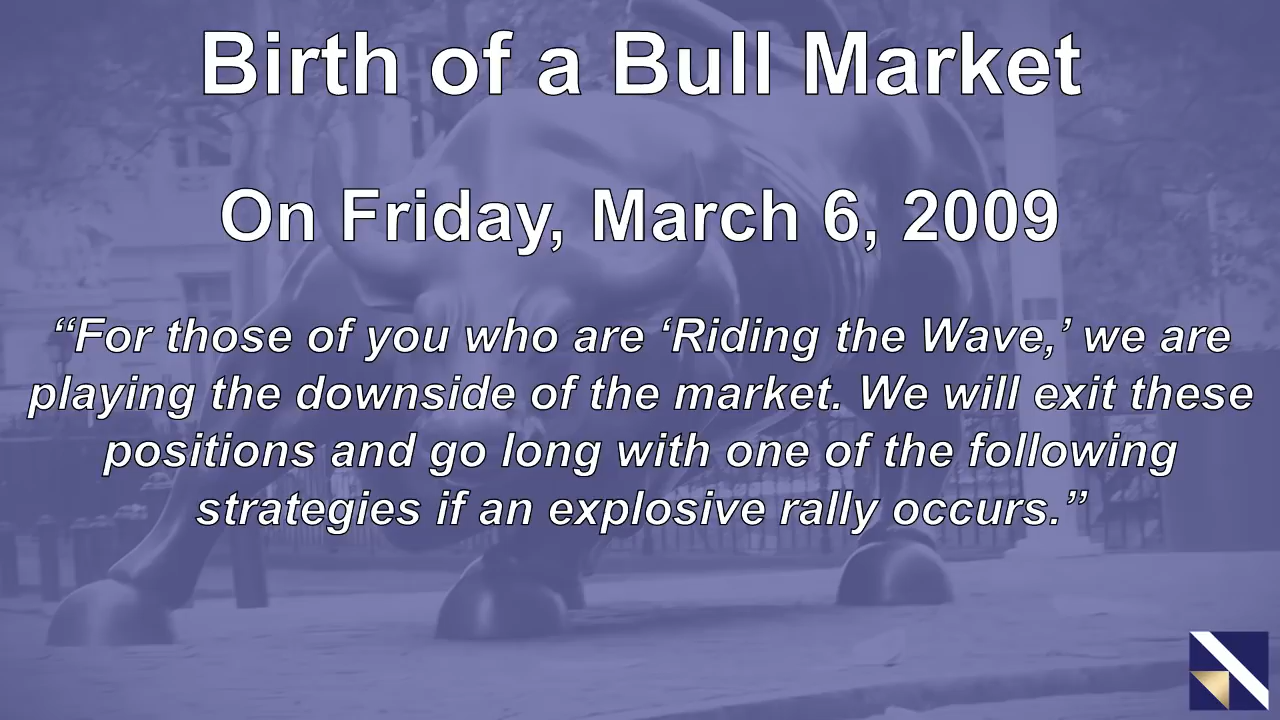 Birth of a Bull Market
On Friday, March 6, 2009
“For those of you who are ‘Riding the Wave,’ we are
playing the downside of the market. We will exit these
positions and go long with one of the following
strategies if an explosive rally occurs.”